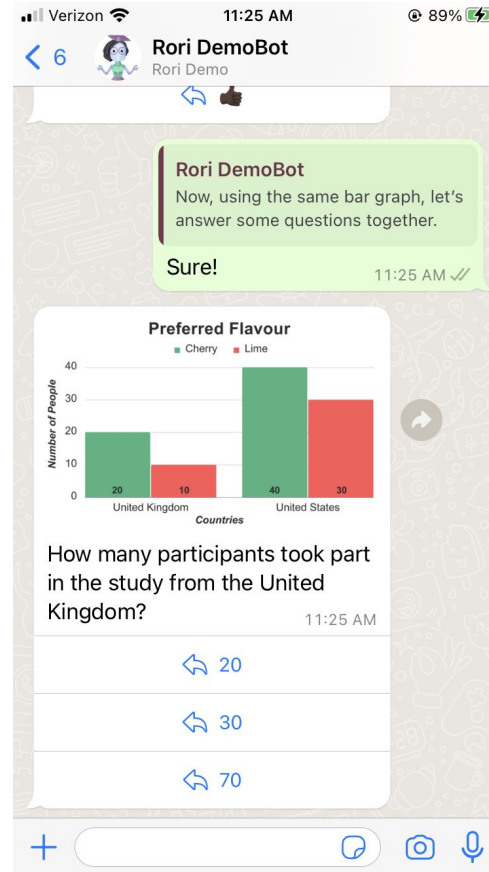 Verizon 11:25 AM 89%
6 Rori DemoBot
Rori Demo
Rori DemoBot
Now, using the same bar graph, let's
answer some questions together.
Sure!
11:25 AM
Preferred Flavour
Cherry Lime
Number of People
40
30
20
10
0
20 10 40 30
United Kingdom United States
Countries
How many participants took part
in the study from the United
Kingdom?
11:25 AM
20
30
70